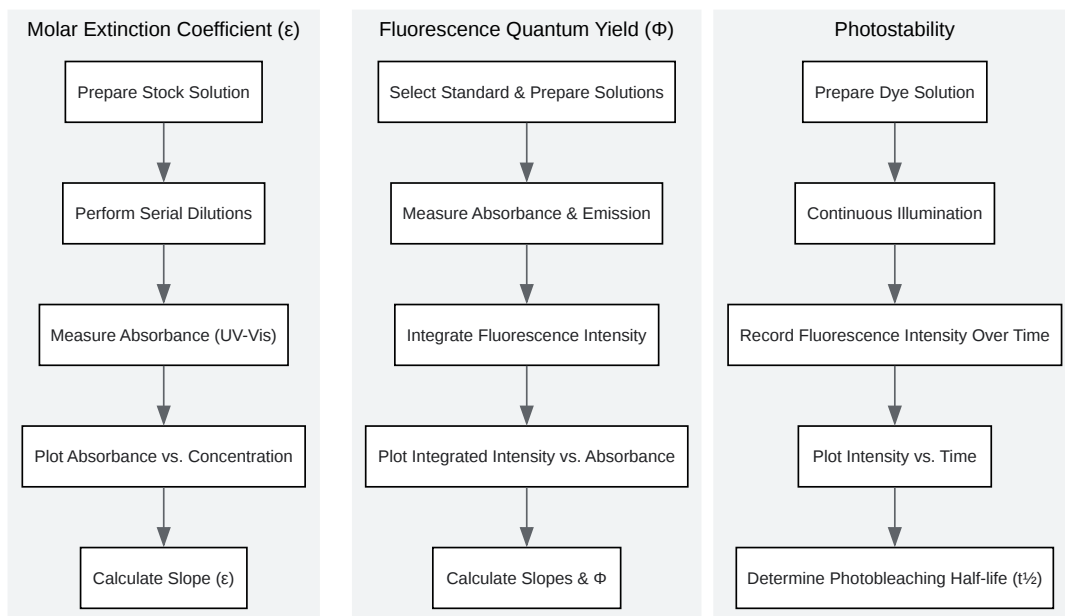 Molar Extinction Coefficient (ε)
Prepare Stock Solution
Perform Serial Dilutions
Measure Absorbance (UV-Vis)
Plot Absorbance vs. Concentration
Calculate Slope (ε)
Fluorescence Quantum Yield (Φ)
Select Standard & Prepare Solutions
Measure Absorbance & Emission
Integrate Fluorescence Intensity
Plot Integrated Intensity vs. Absorbance
Calculate Slopes & Φ
Photostability
Prepare Dye Solution
Continuous Illumination
Record Fluorescence Intensity Over Time
Plot Intensity vs. Time
Determine Photobleaching Half-life (t½)